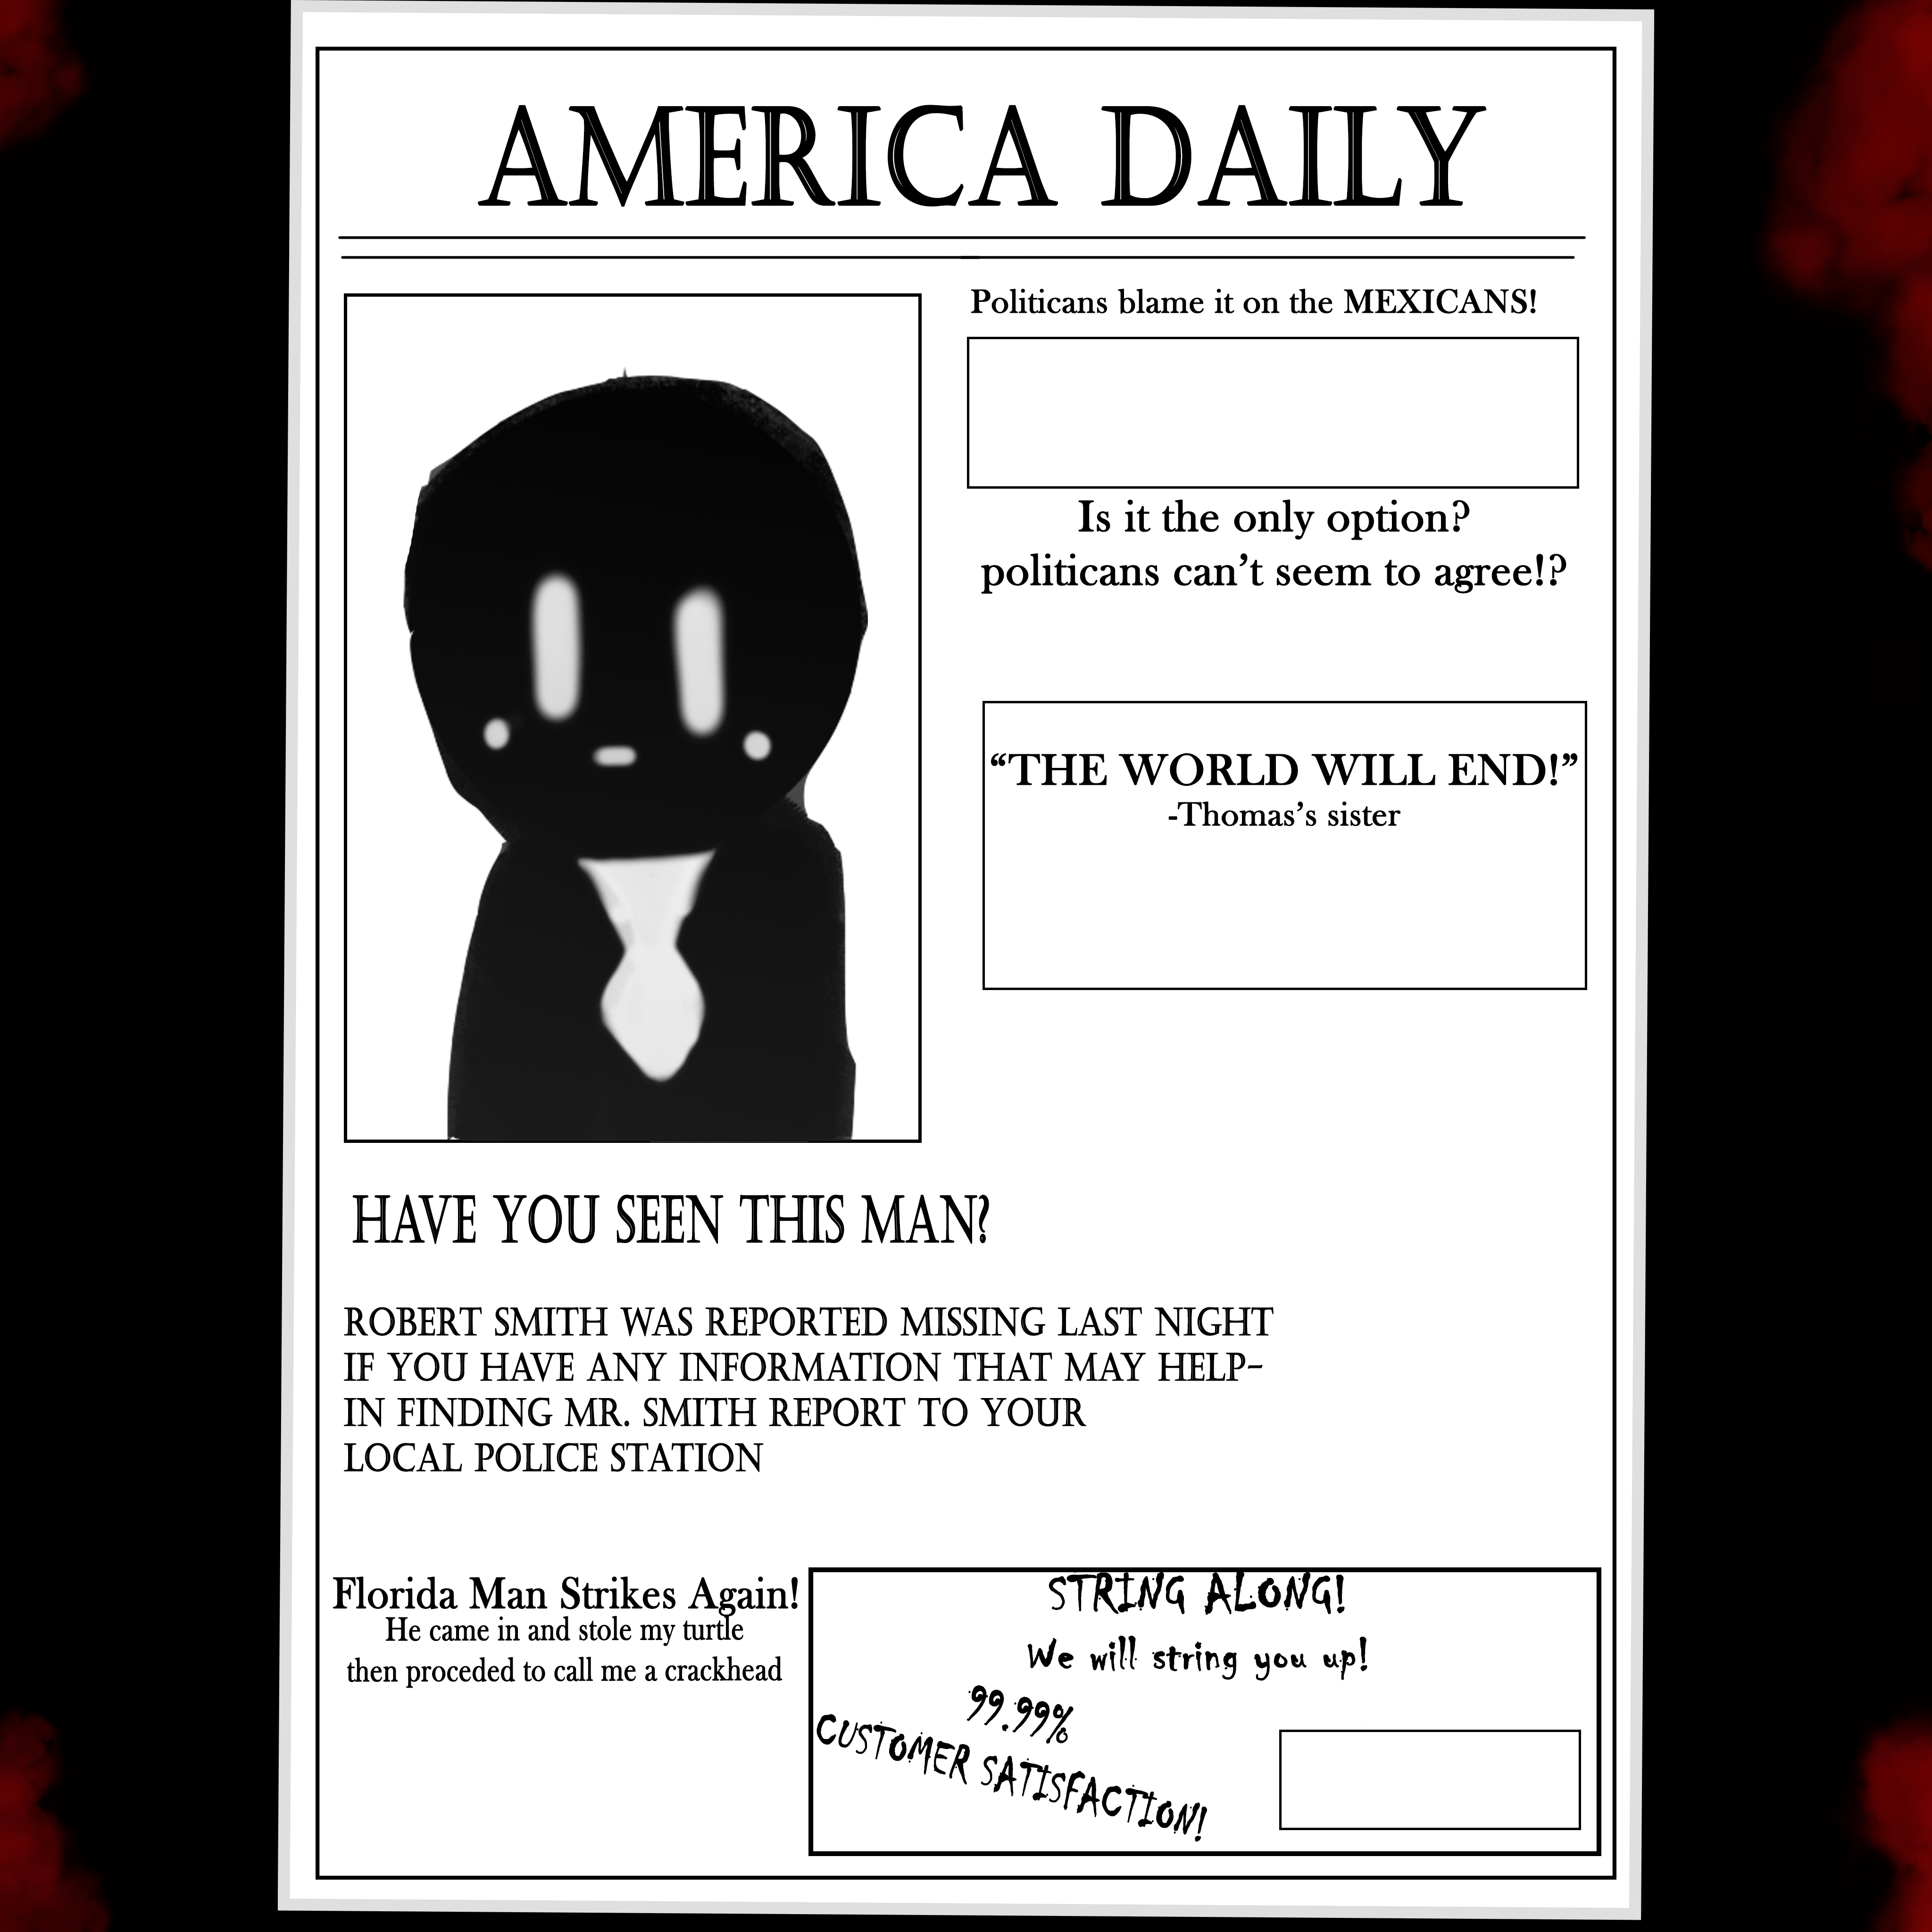 AMERICA DAILY
Politicans blame it on the MEXICANS!
Is it the only option?
politicans can't seem to agree!?
“THE WORLD WILL END!”
-Thomas’s sister
HAVE YOU SEEN THIS MAN?
ROBERT SMITH WAS REPORTED MISSING LAST NIGHT
IF YOU HAVE ANY INFORMATION THAT MAY HELP-
IN FINDING MR. SMITH REPORT TO YOUR
LOCAL POLICE STATION
Florida Man Strikes Again!
He came in and stole my turtle
then proceded to call me a crackhead
STRING ALONG!
We will string you up!
99.99%
CUSTOMER SATISFACTION!